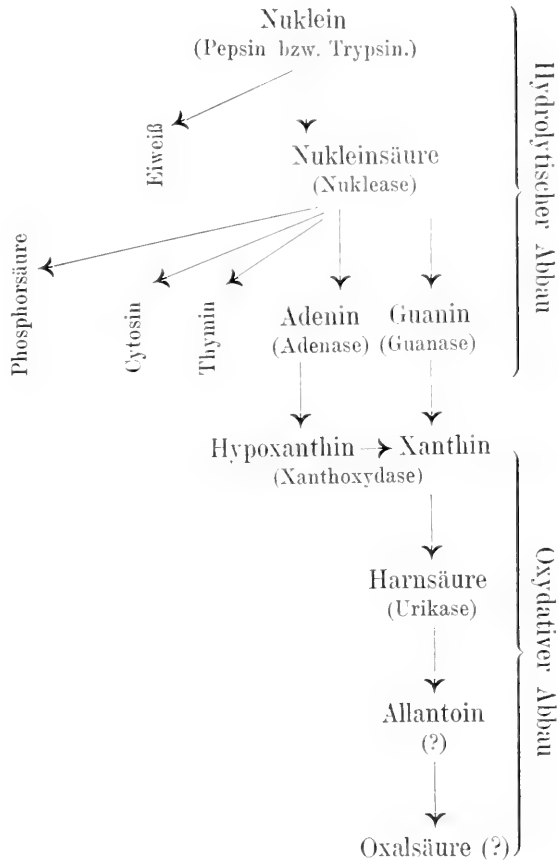 Nuklein
(Pepsin bzw. Trypsin.)
Eiweiß
Nukleinsäure
(Nuklease)
Hydrolytischer Abbau
Phosphorsäure
Cytosin
Thymin
Adenin Guanin
(Adenase) (Guanase)
Hypoxanthin Xanthin
(Xanthoxydase)
Harnsäure
(Urikase)
Oxydativer Abbau
Allantoin
(?)
Oxalsäure (?)